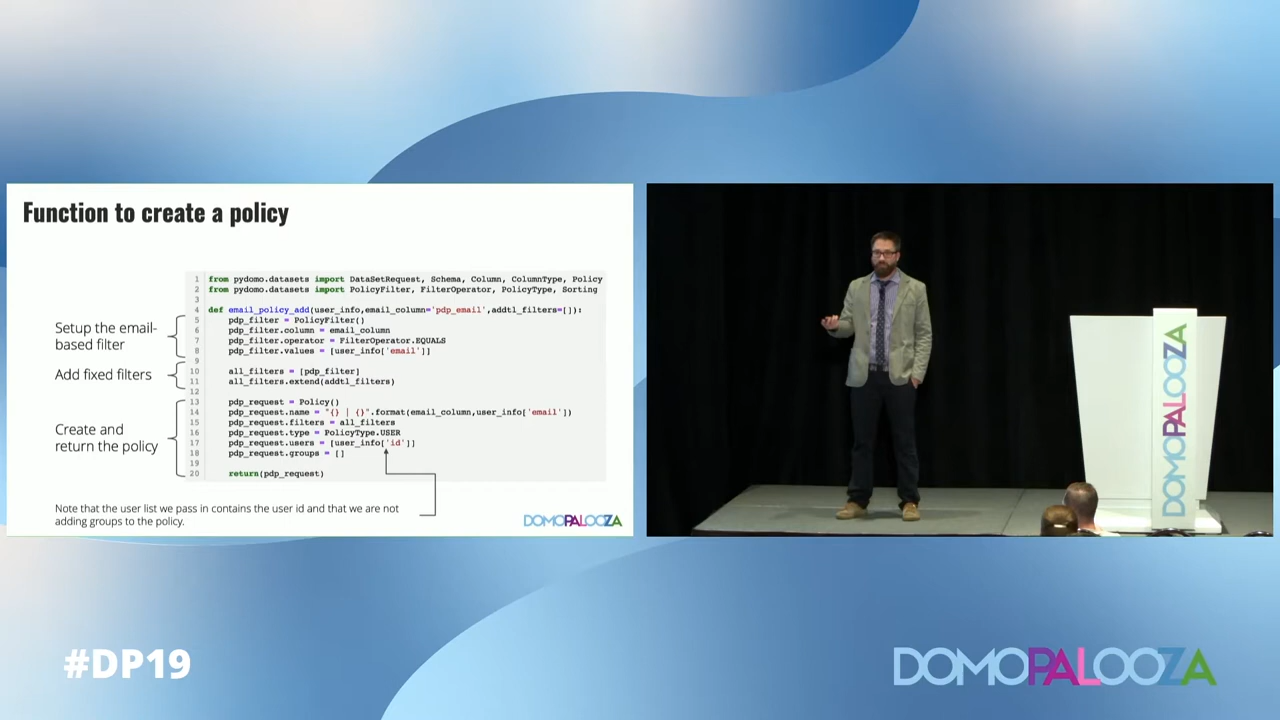 Function to create a policy
1 from pydomo.datasets import DataSetRequest, Schema, Column, ColumnType, Policy
2 from pydomo.datasets import PolicyFilter, FilterOperator, PolicyType, Sorting
3
4 def email_policy_add(user_info,email_column='pdp_email',addtl_filters=[]):
5 pdp_filter = PolicyFilter()
6 pdp_filter.column = email_column
7 pdp_filter.operator = FilterOperator.EQUALS
8 pdp_filter.values = [user_info['email']]
9
10 all_filters = [pdp_filter]
11 all_filters.extend(addtl_filters)
12
13 pdp_request = Policy()
14 pdp_request.name = "{} | {}".format(email_column,user_info['email'])
15 pdp_request.filters = all_filters
16 pdp_request.type = PolicyType.USER
17 pdp_request.users = [user_info['id']]
18 pdp_request.groups = []
19
20 return(pdp_request)
Setup the email-
based filter
Add fixed filters
Create and
return the policy
Note that the user list we pass in contains the user id and that we are not
adding groups to the policy.
DOMOPALOOZA
DOMOPALOOZA
#DP19
DOMOPALOOZA